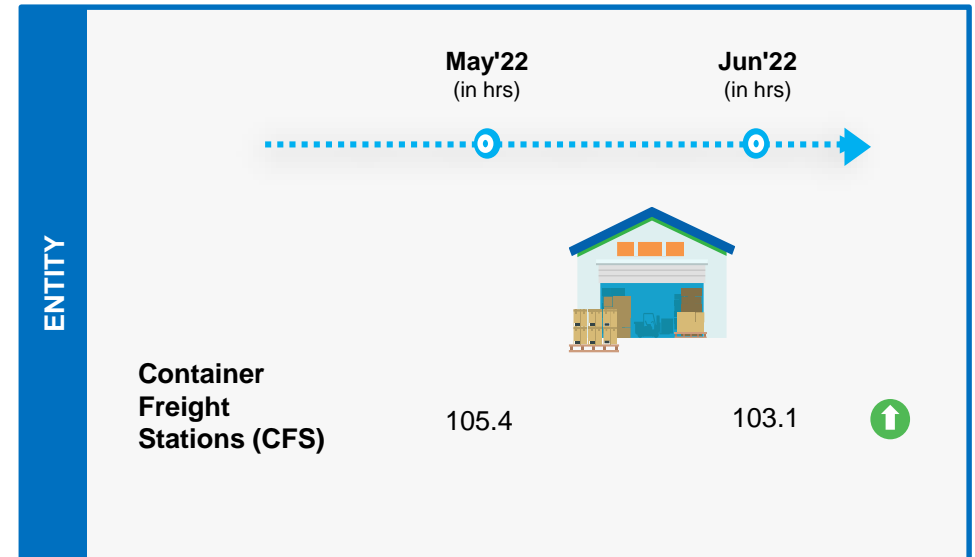 May'22
(in hrs)
Jun'22
(in hrs)
ENTITY
Container
Freight
Stations (CFS)
105.4
103.1